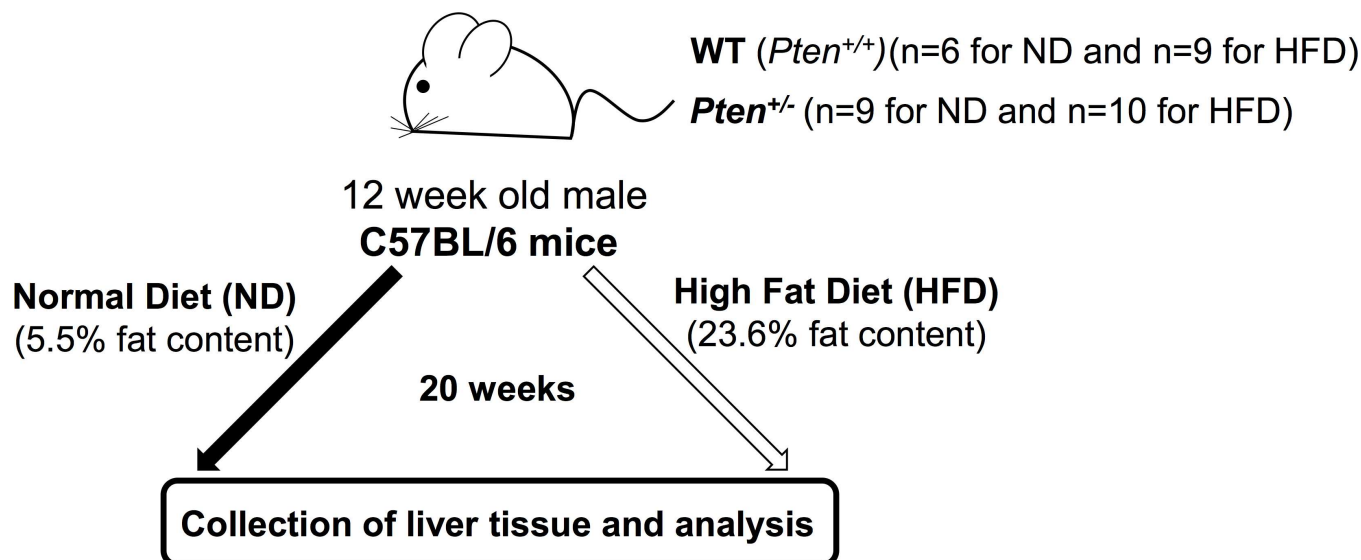 WT (Pten+/+)(n=6 for ND and n=9 for HFD)
Pten+/- (n=9 for ND and n=10 for HFD)
12 week old male
C57BL/6 mice
Normal Diet (ND)
(5.5% fat content)
High Fat Diet (HFD)
(23.6% fat content)
20 weeks
Collection of liver tissue and analysis